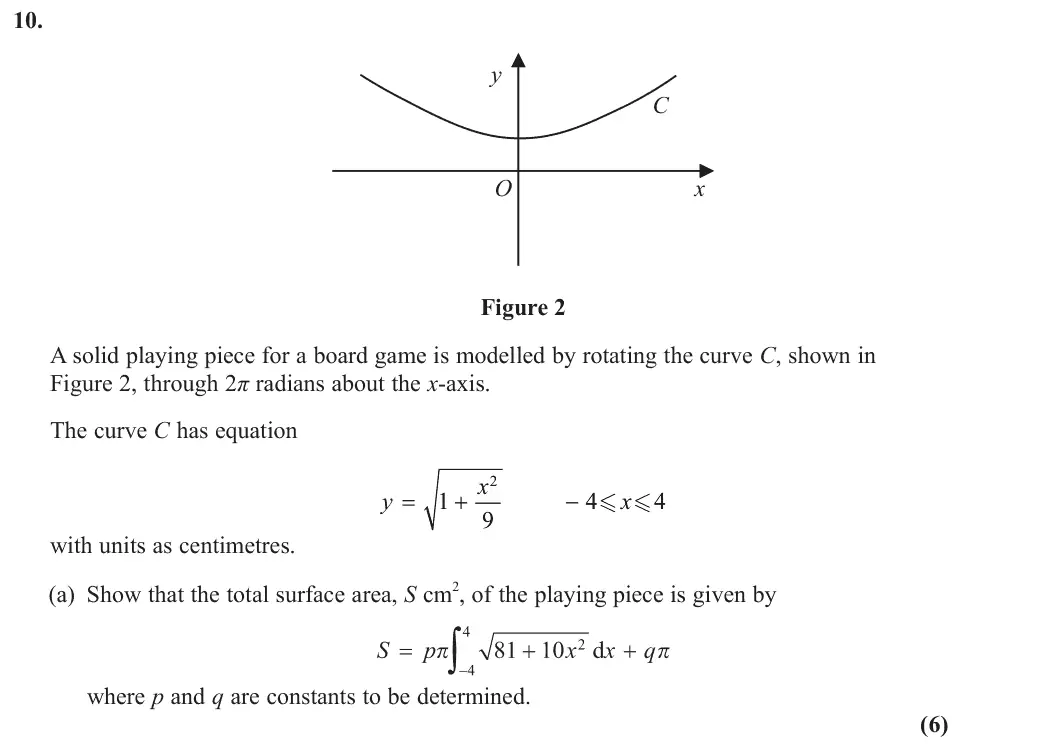 10.
y
C
O
x
Figure 2
A solid playing piece for a board game is modelled by rotating the curve C, shown in
Figure 2, through 2π radians about the x-axis.
The curve C has equation
y = √(1 + x²/9)    − 4 ⩽ x ⩽ 4
with units as centimetres.
(a) Show that the total surface area, S cm², of the playing piece is given by
S = pπ∫₋₄⁴ √(81 + 10x²) dx + qπ
where p and q are constants to be determined.
(6)